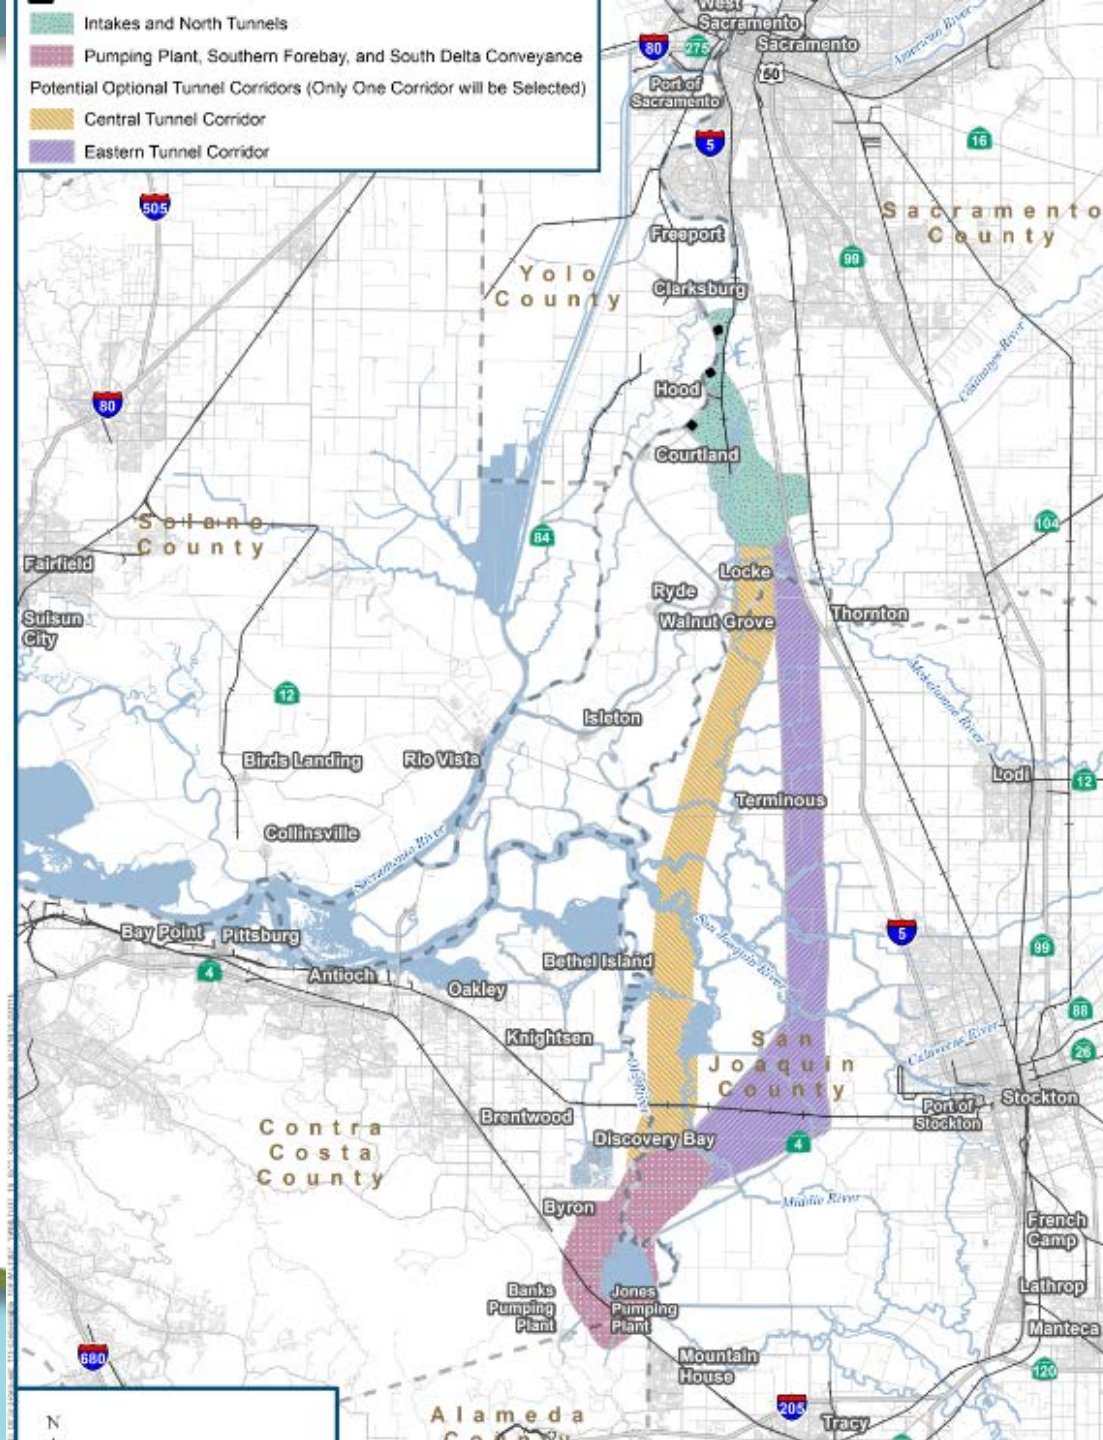 Intakes and North Tunnels
Pumping Plant, Southern Forebay, and South Delta Conveyance
Potential Optional Tunnel Corridors (Only One Corridor will be Selected)
Central Tunnel Corridor
Eastern Tunnel Corridor
West
Sacramento
Sacramento
American River
80
275
50
Port of
Sacramento
5
16
505
Sacramento
County
Freeport
99
Yolo
County
Clarksburg
Cosumnes River
80
Hood
Courtland
Solano
County
84
104
Fairfield
Locke
Ryde
Suisun
City
Walnut Grove
Thornton
Mokelumne River
12
Isleton
Birds Landing
Rio Vista
Lodi
12
Terminous
Collinsville
Sacramento River
Bay Point
Pittsburg
San Joaquin River
5
99
4
Antioch
Bethel Island
Oakley
88
Knightsen
San
Joaquin
County
Calaveras River
26
Old River
Brentwood
Port of
Stockton
Stockton
Contra
Costa
County
Discovery Bay
4
Middle River
Byron
French
Camp
Banks
Pumping
Plant
Jones
Pumping
Plant
Lathrop
Manteca
680
Mountain
House
120
205
Alameda
County
Tracy
N